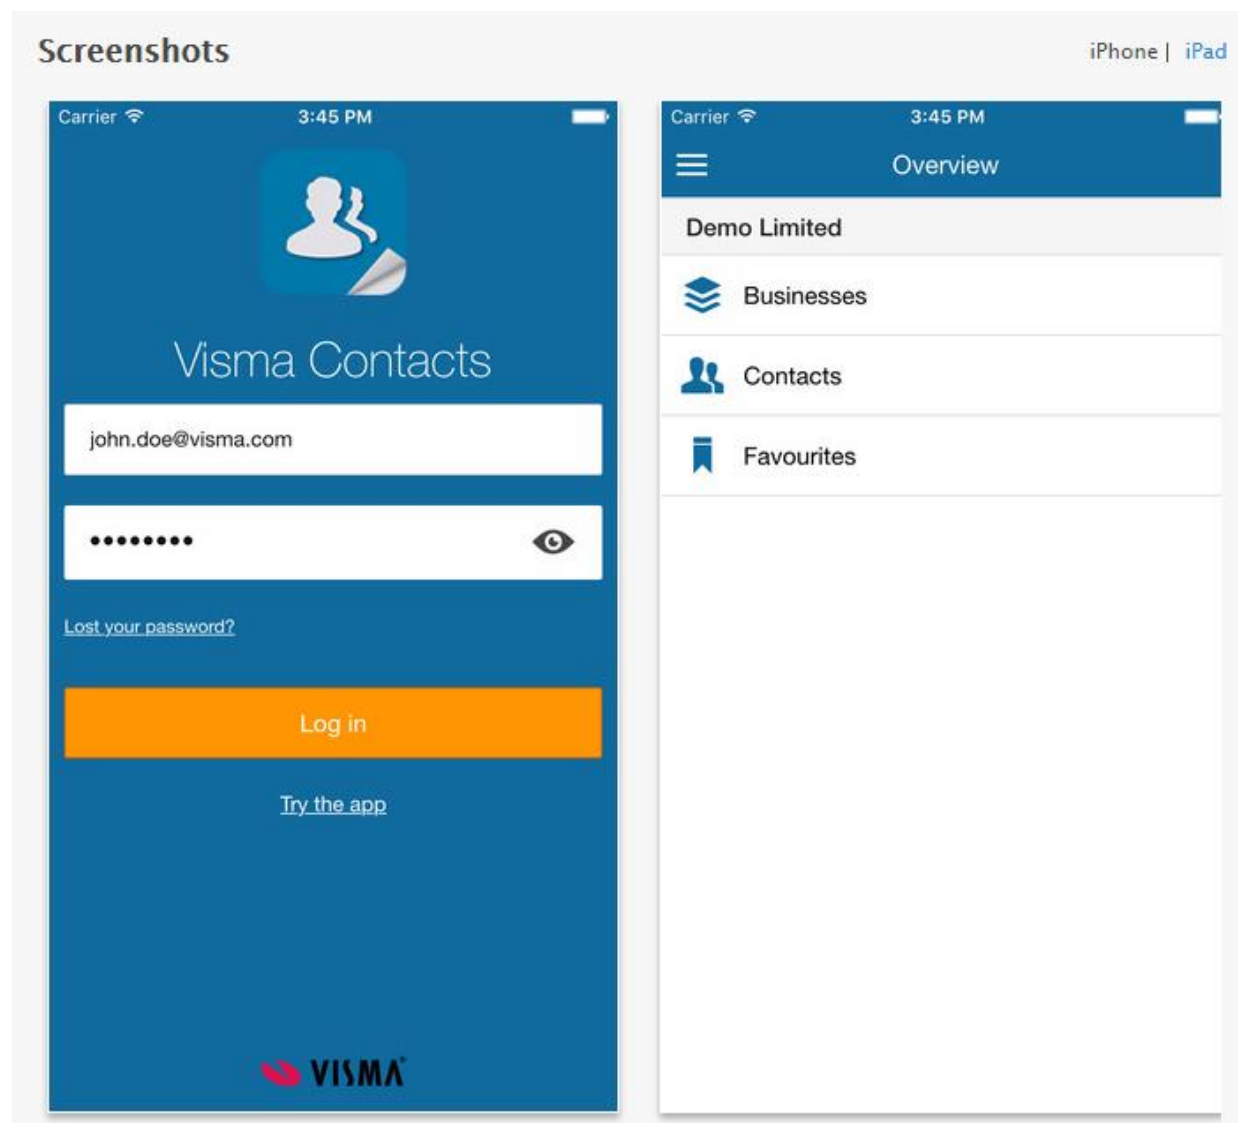 Screenshots
iPhone | iPad
Carrier 3:45 PM
Visma Contacts
john.doe@visma.com
••••••••
Lost your password?
Log in
Try the app
VISMA®
Carrier 3:45 PM
Overview
Demo Limited
Businesses
Contacts
Favourites